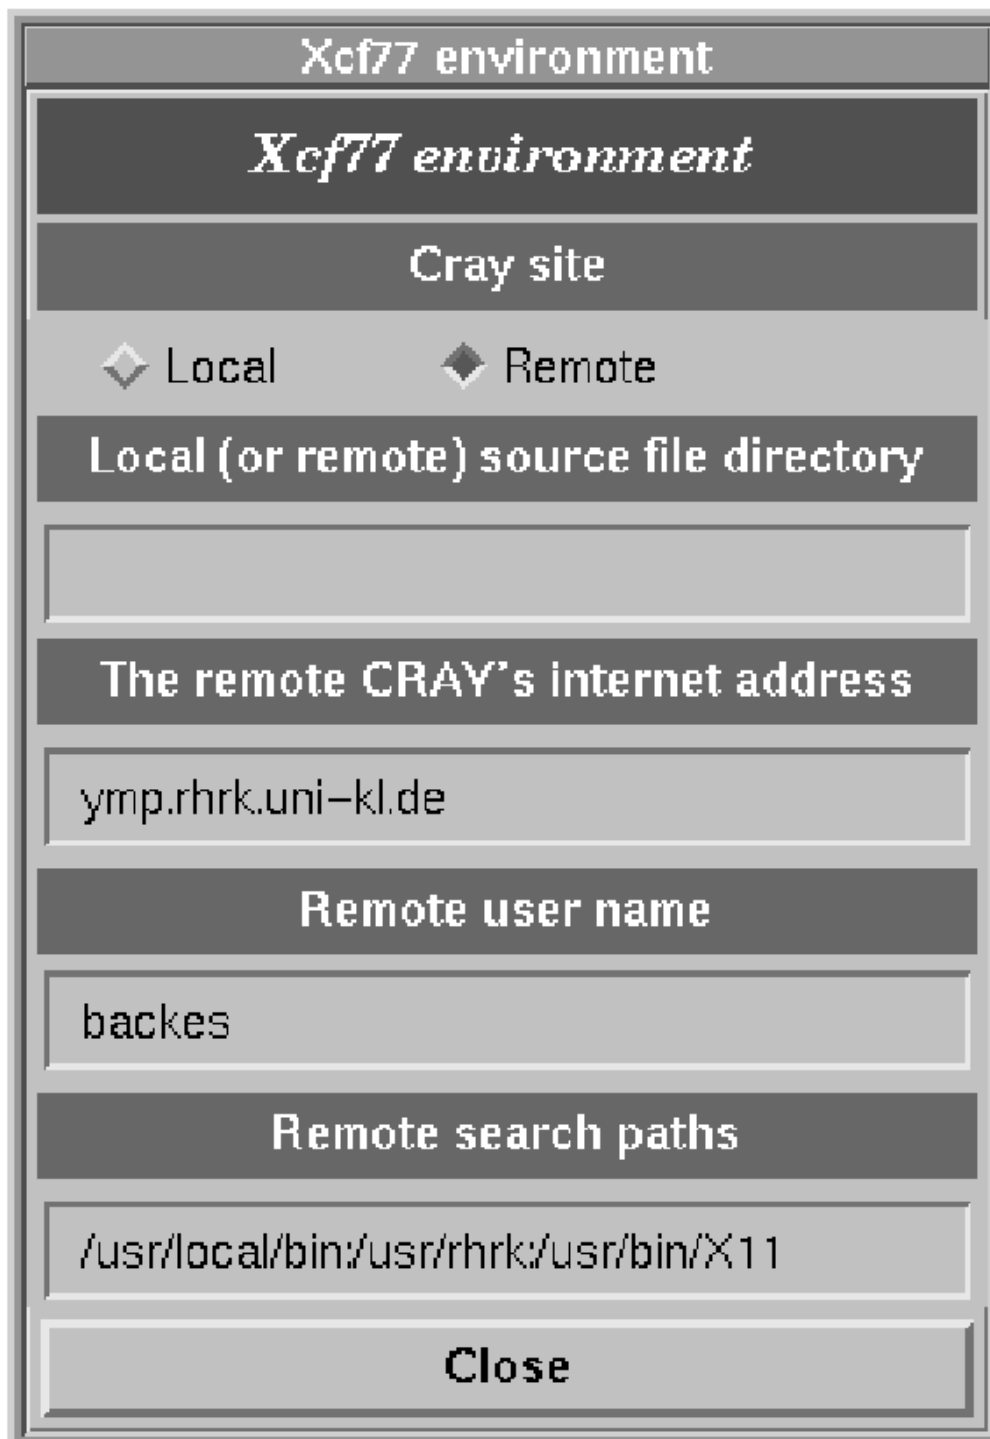 Xcf77 environment
Xcf77 environment
Cray site
Local Remote
Local (or remote) source file directory
The remote CRAY's internet address
ymp.rhrk.uni-kl.de
Remote user name
backes
Remote search paths
/usr/local/bin:/usr/rhrk:/usr/bin/X11
Close